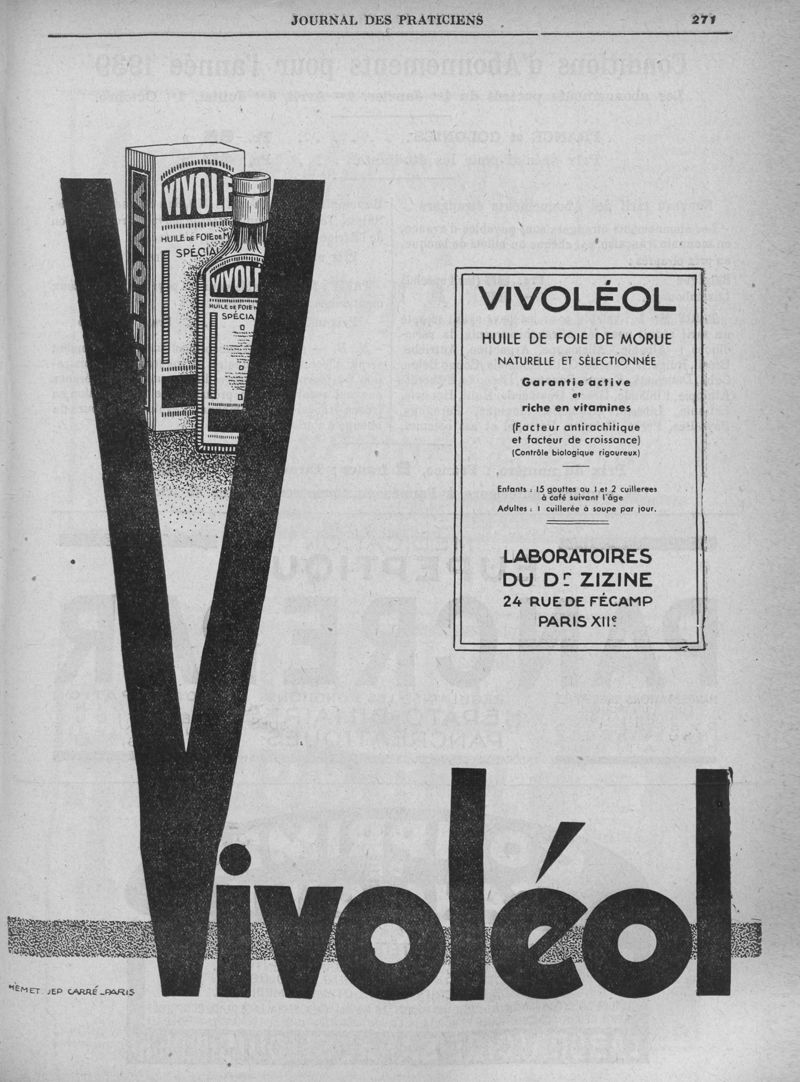 JOURNAL DES PRATICIENS
271
VIVOLÉ
HUILE DE FOIE DE M
SPÉCIA
VIVOLÉ
HUILE DE FOIE
SPÉCIA
VIVOLÉOL
HUILE DE FOIE DE MORUE
NATURELLE ET SÉLECTIONNÉE
Garantie active
et
riche en vitamines
(Facteur antirachitique
et facteur de croissance)
(Contrôle biologique rigoureux)
Enfants : 15 gouttes ou 1 et 2 cuillerees
à café suivant l'âge
Adultes : 1 cuillerée à soupe par jour.
LABORATOIRES
DU Dr ZIZINE
24 RUE DE FÉCAMP
PARIS XIIe
Vivoléol
HÉMET JEP CARRÉ_PARIS